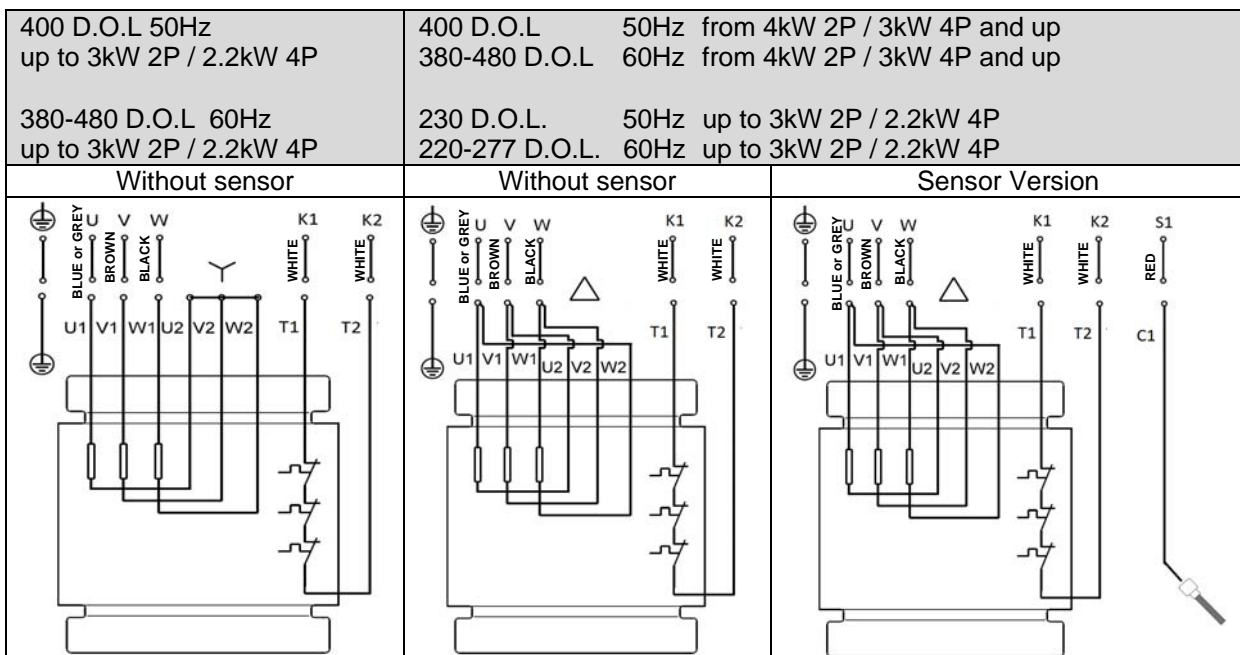 400 D.O.L 50Hz
up to 3kW 2P / 2.2kW 4P
380-480 D.O.L 60Hz
up to 3kW 2P / 2.2kW 4P
400 D.O.L 50Hz from 4kW 2P / 3kW 4P and up
380-480 D.O.L 60Hz from 4kW 2P / 3kW 4P and up
230 D.O.L. 50Hz up to 3kW 2P / 2.2kW 4P
220-277 D.O.L. 60Hz up to 3kW 2P / 2.2kW 4P
Without sensor
U V W K1 K2
BLUE or GREY
BROWN
BLACK
WHITE
WHITE
U1 V1 W1 U2 V2 W2 T1 T2
Without sensor
U V W K1 K2
BLUE or GREY
BROWN
BLACK
WHITE
WHITE
T1 T2
U1 V1 W1 U2 V2 W2
Sensor Version
U V W K1 K2 S1
BLUE or GREY
BROWN
BLACK
WHITE
WHITE
RED
T1 T2 C1
U1 V1 W1 U2 V2 W2